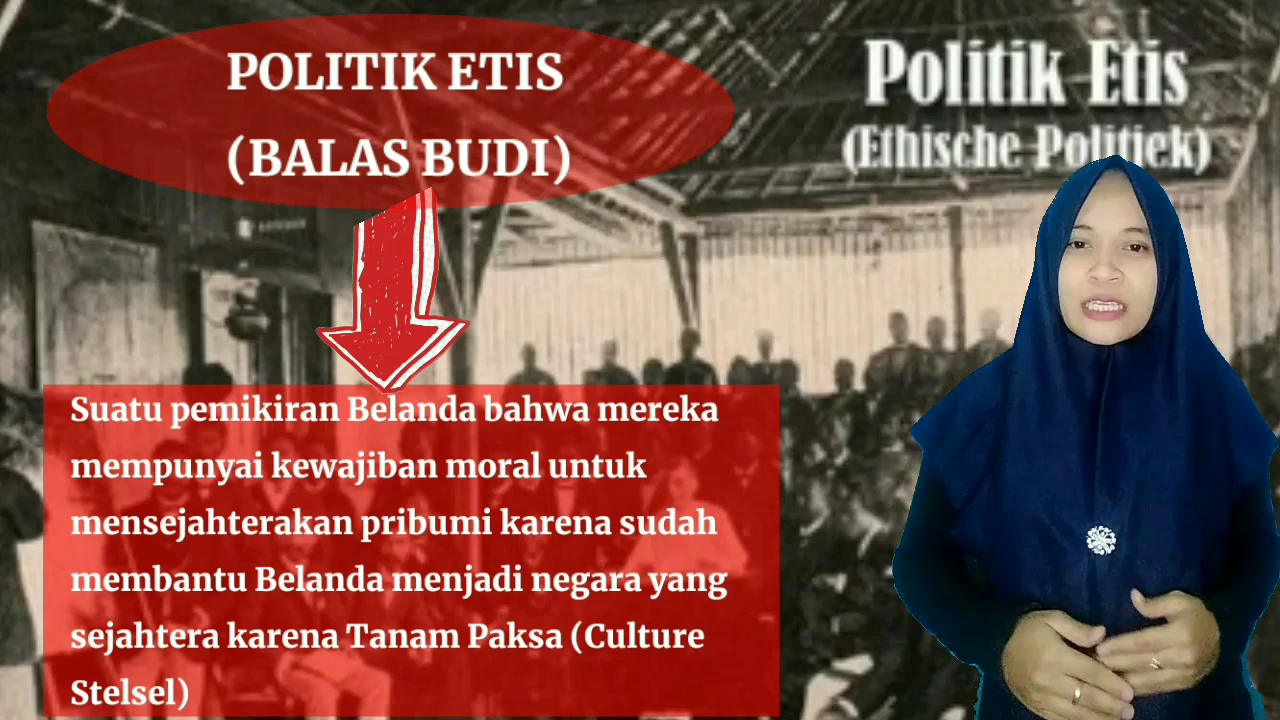 POLITIK ETIS
(BALAS BUDI)
Politik Etis
(Ethische Politiek)
Suatu pemikiran Belanda bahwa mereka
mempunyai kewajiban moral untuk
mensejahterakan pribumi karena sudah
membantu Belanda menjadi negara yang
sejahtera karena Tanam Paksa (Culture
Stelsel)